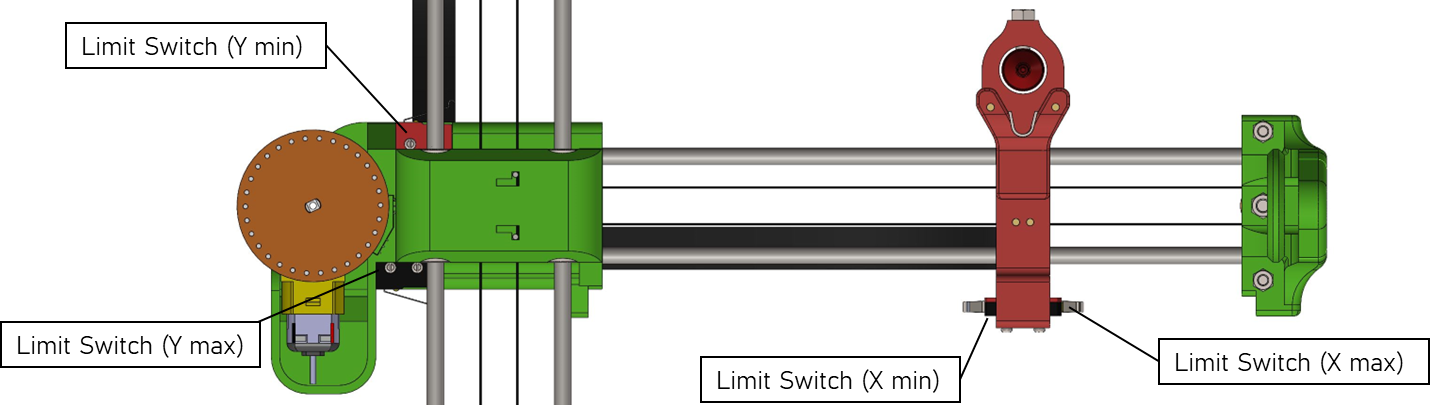 Limit Switch (Y min)
Limit Switch (Y max)
Limit Switch (X min)
Limit Switch (X max)